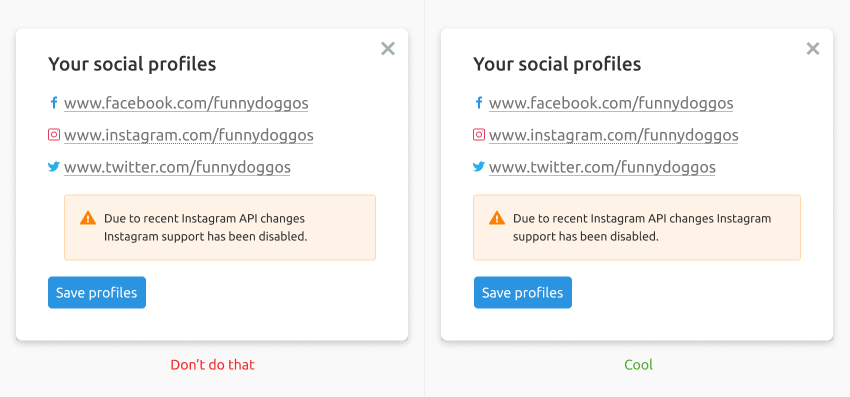 Your social profiles
www.facebook.com/funnydoggos
www.instagram.com/funnydoggos
www.twitter.com/funnydoggos
Due to recent Instagram API changes
Instagram support has been disabled.
Save profiles
Don't do that
Your social profiles
www.facebook.com/funnydoggos
www.instagram.com/funnydoggos
www.twitter.com/funnydoggos
Due to recent Instagram API changes Instagram
support has been disabled.
Save profiles
Cool